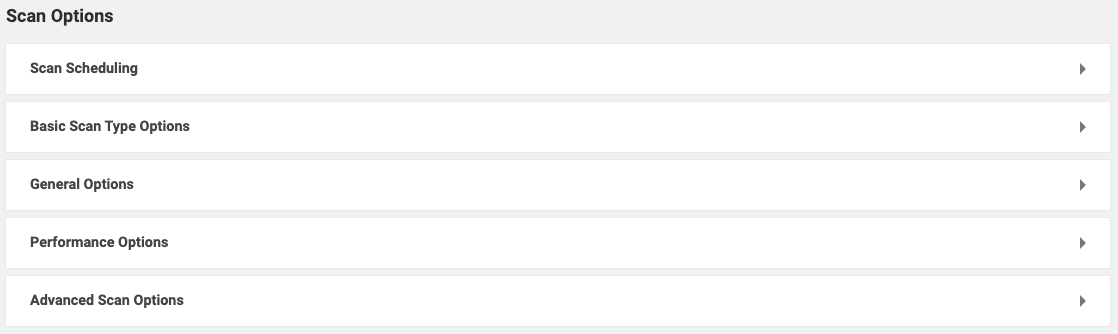 Scan Options
Scan Scheduling
Basic Scan Type Options
General Options
Performance Options
Advanced Scan Options